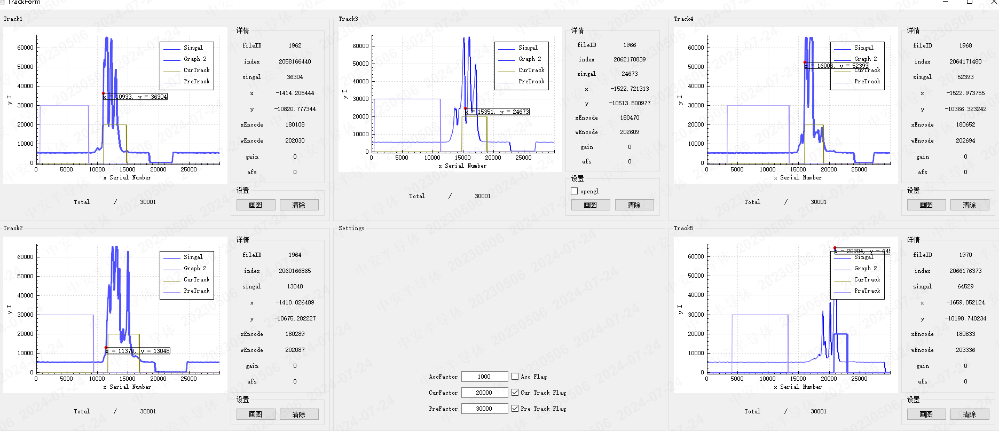 TrackForm
Track1
60000
50000
40000
30000
20000
10000
0
y I
0 5000 10000 15000 20000 25000
x Serial Number
Singal
Graph 2
CurTrack
PreTrack
x = 10933, y = 36304
Total / 30001
详情
fileID 1962
index 2058166440
singal 36304
x -1414.205444
y -10820.777344
xEncode 180108
wEncode 202030
gain 0
afs 0
设置
画图 清除
Track3
60000
50000
40000
30000
20000
10000
0
y I
0 5000 10000 15000 20000 25000
x Serial Number
Singal
Graph 2
CurTrack
PreTrack
x = 15351, y = 24673
Total / 30001
详情
fileID 1966
index 2062170839
singal 24673
x -1522.721313
y -10513.500977
xEncode 180470
wEncode 202609
gain 0
afs 0
设置
opengl
画图 清除
Track4
60000
50000
40000
30000
20000
10000
0
y I
0 5000 10000 15000 20000 25000
x Serial Number
Singal
Graph 2
CurTrack
PreTrack
x = 16006, y = 52393
Total / 30001
详情
fileID 1968
index 2064171480
singal 52393
x -1522.973755
y -10366.323242
xEncode 180652
wEncode 202694
gain 0
afs 0
设置
画图 清除
Track2
60000
50000
40000
30000
20000
10000
0
y I
0 5000 10000 15000 20000 25000
x Serial Number
Singal
Graph 2
CurTrack
PreTrack
x = 11370, y = 13048
Total / 30001
详情
fileID 1964
index 2060166865
singal 13048
x -1410.026489
y -10675.282227
xEncode 180289
wEncode 202087
gain 0
afs 0
设置
画图 清除
Settings
AccFactor 1000 Acc Flag
CurFactor 20000 Cur Track Flag
PreFactor 30000 Pre Track Flag
Track5
60000
50000
40000
30000
20000
10000
0
y I
0 5000 10000 15000 20000 25000
x Serial Number
Singal
Graph 2
CurTrack
PreTrack
x = 20904, y = 645
Total / 30001
详情
fileID 1970
index 2066176373
singal 64529
x -1659.052124
y -10198.740234
xEncode 180833
wEncode 203336
gain 0
afs 0
设置
画图 清除
中安半导体 20230506 2024-07-24